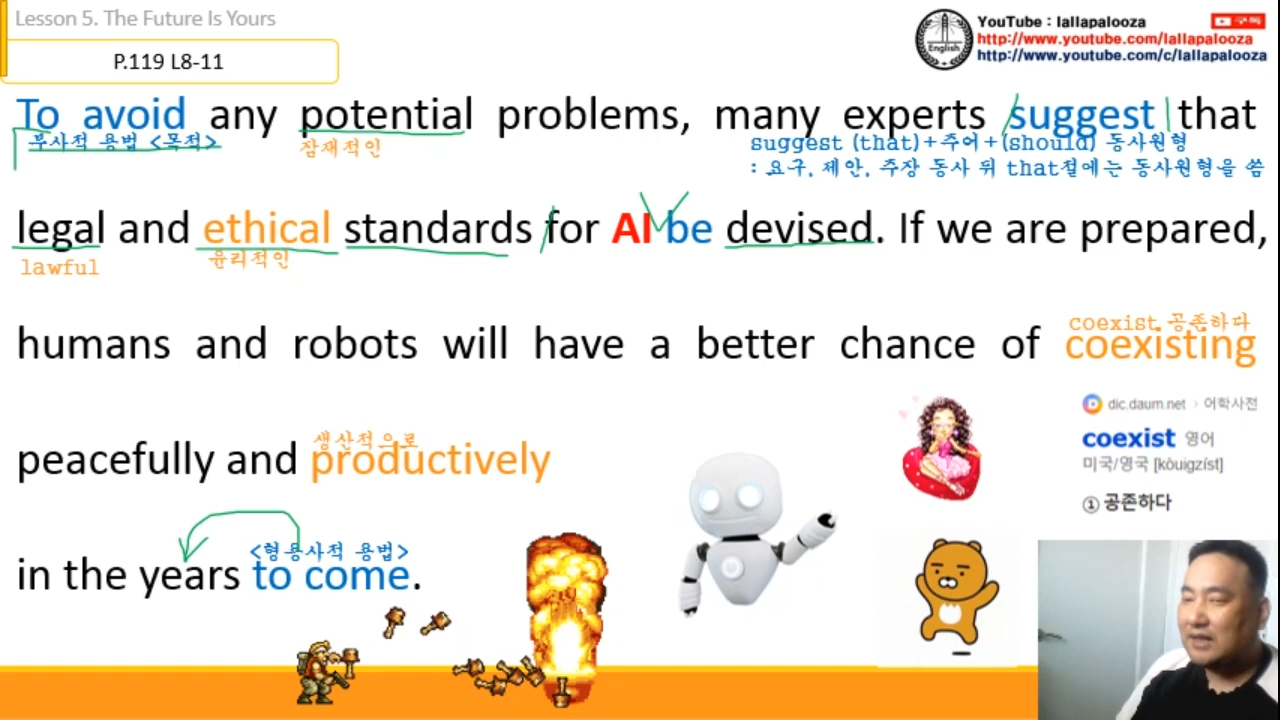 Lesson 5. The Future Is Yours
YouTube : lallapalooza
구독
http://www.youtube.com/lallapalooza
http://www.youtube.com/c/lallapalooza
English
P.119 L8-11
To avoid any potential problems, many experts suggest that
부사적 용법 <목적>
잠재적인
suggest (that)+주어+(should) 동사원형
: 요구, 제안, 주장 동사 뒤 that절에는 동사원형을 씀
legal and ethical standards for AI be devised. If we are prepared,
lawful
윤리적인
coexist 공존하다
humans and robots will have a better chance of coexisting
dic.daum.net › 어학사전
coexist 영어
미국/영국 [kòuigzíst]
① 공존하다
생산적으로
peacefully and productively
<형용사적 용법>
in the years to come.